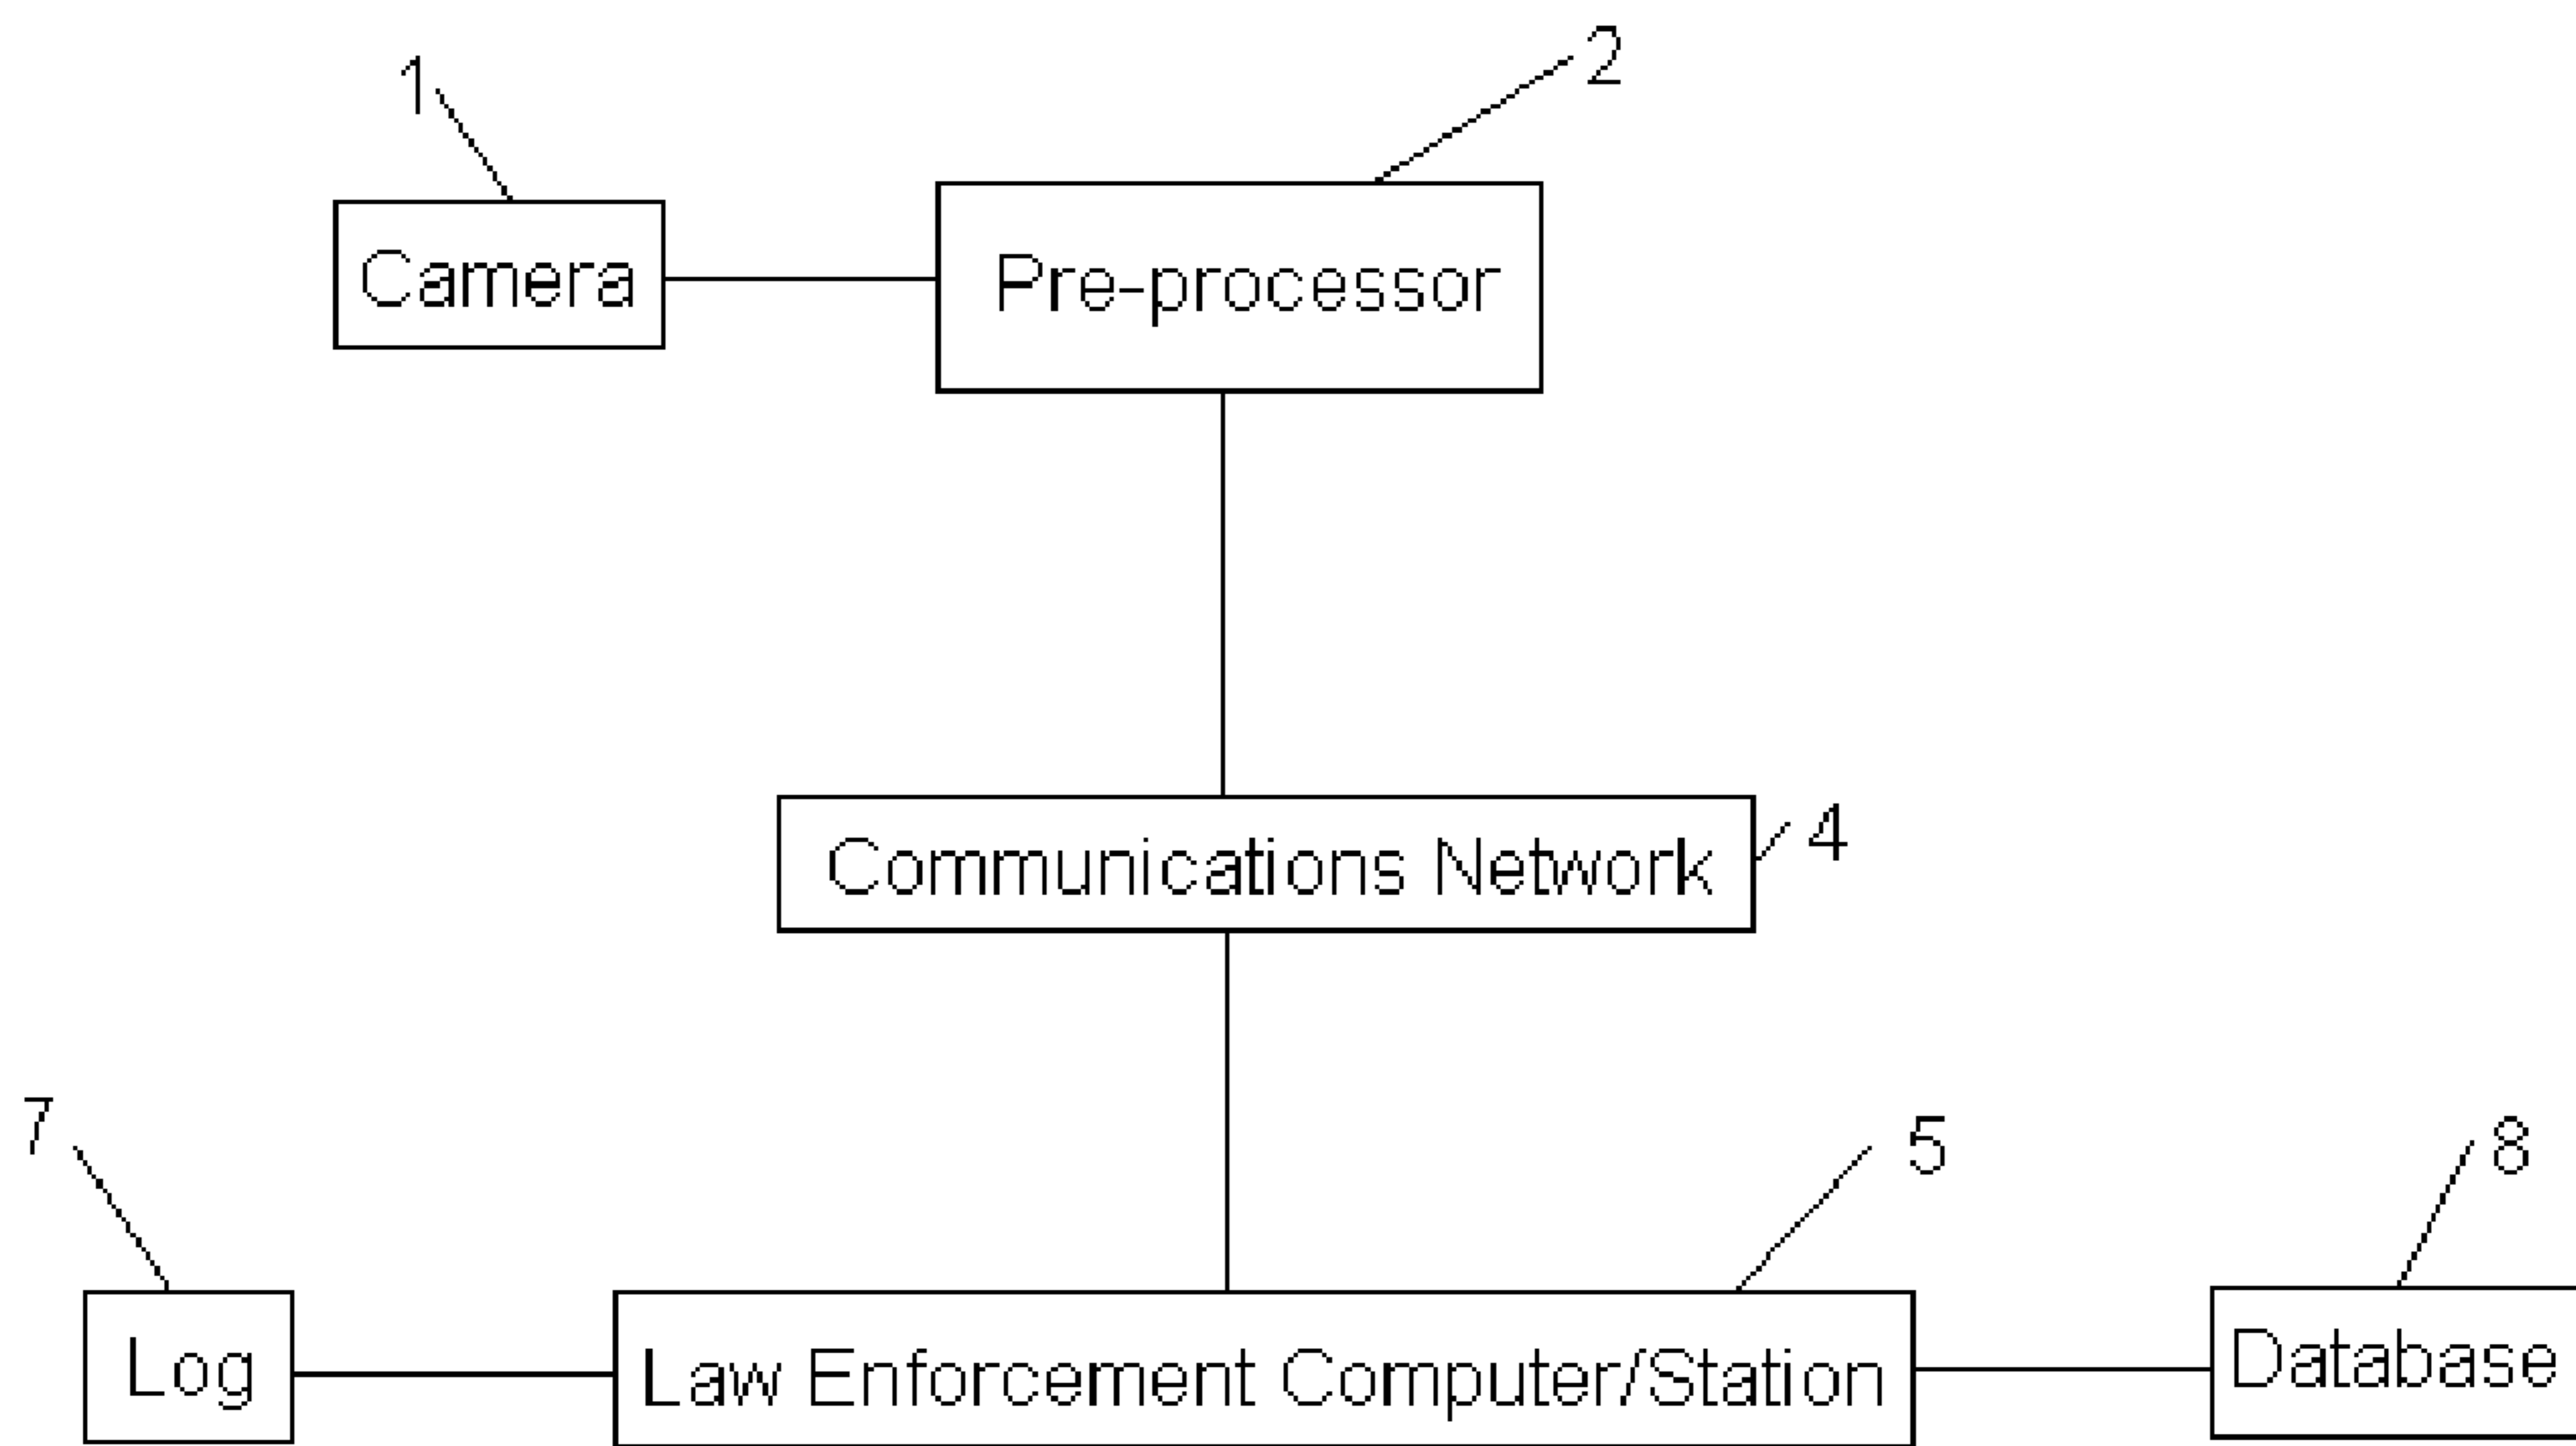 1
2
Camera
Pre-processor
4
Communications Network
7
5
8
Log
Law Enforcement Computer/Station
Database